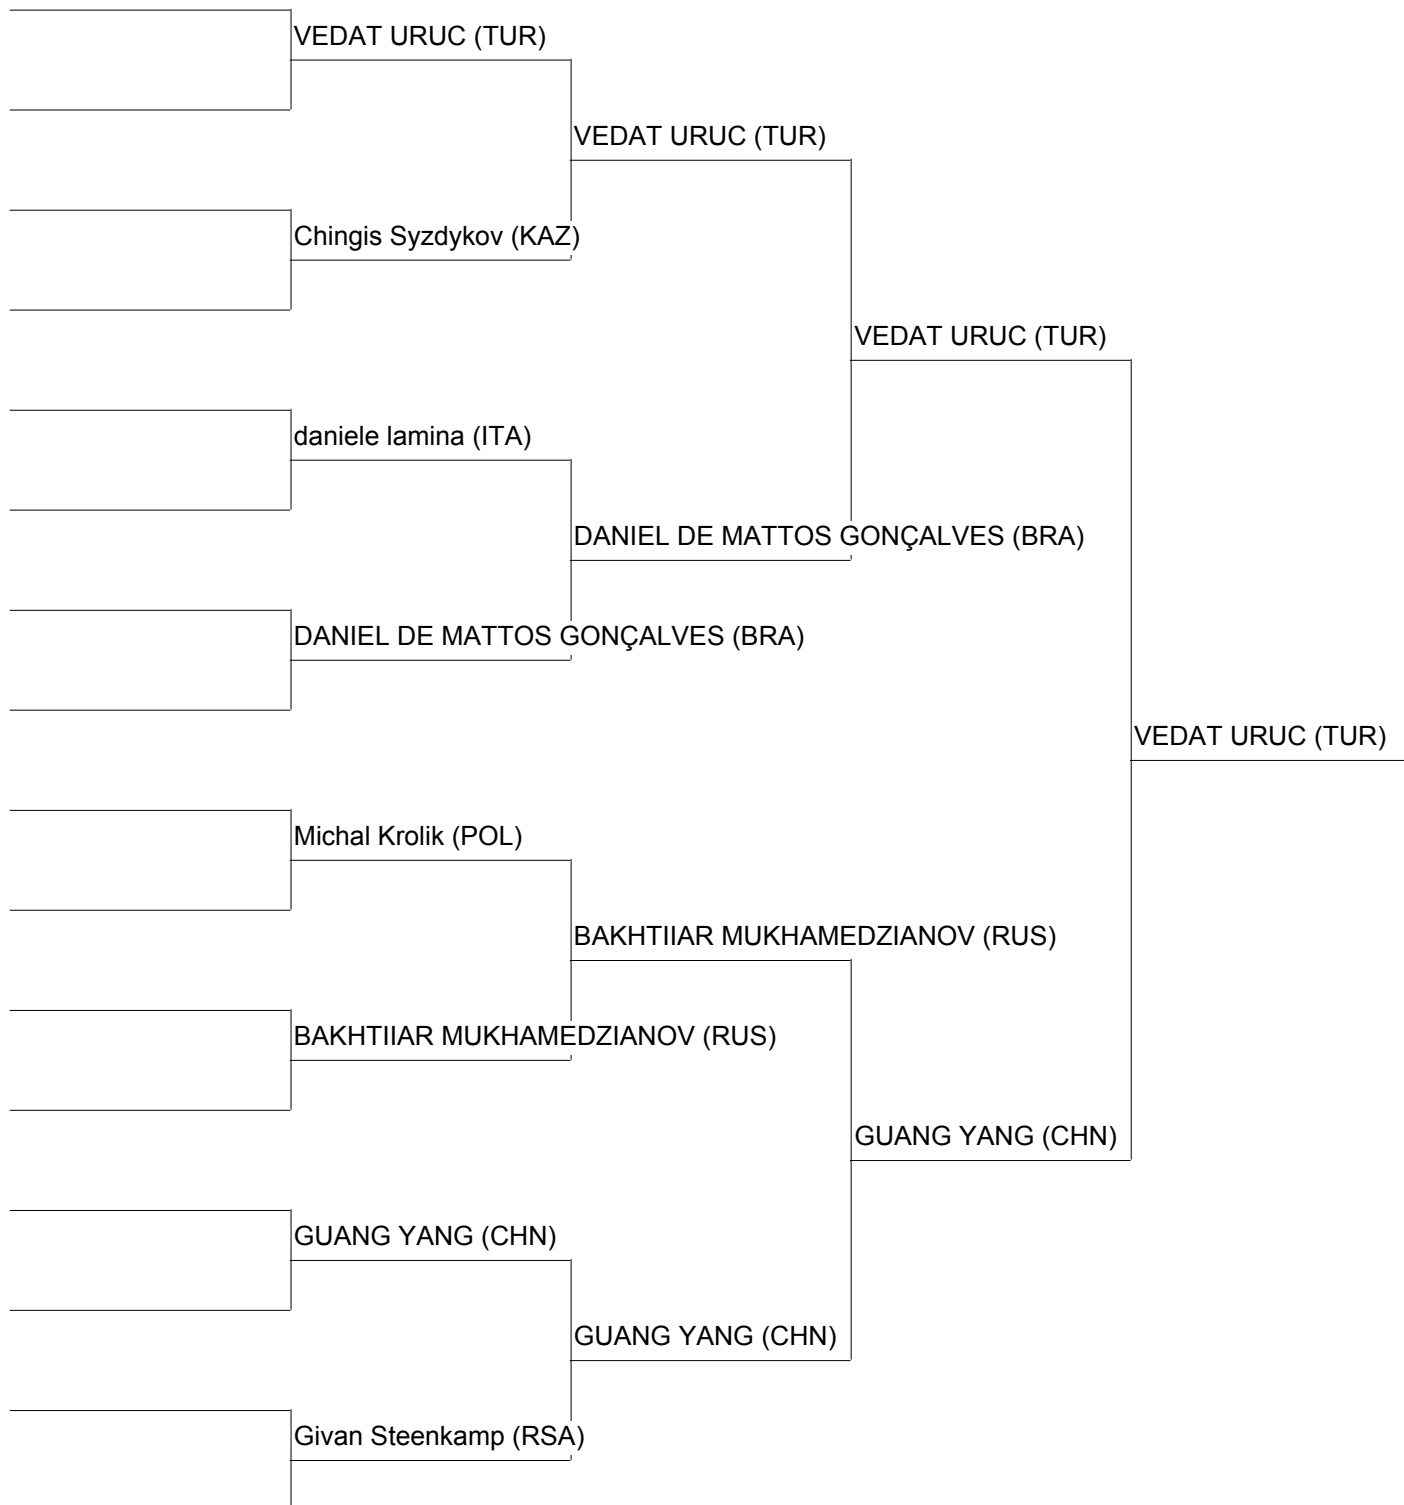 VEDAT URUC (TUR)
VEDAT URUC (TUR)
Chingis Syzdykov (KAZ)
VEDAT URUC (TUR)
daniele lamina (ITA)
DANIEL DE MATTOS GONÇALVES (BRA)
DANIEL DE MATTOS GONÇALVES (BRA)
VEDAT URUC (TUR)
Michal Krolik (POL)
BAKHTIIAR MUKHAMEDZIANOV (RUS)
BAKHTIIAR MUKHAMEDZIANOV (RUS)
GUANG YANG (CHN)
GUANG YANG (CHN)
GUANG YANG (CHN)
Givan Steenkamp (RSA)